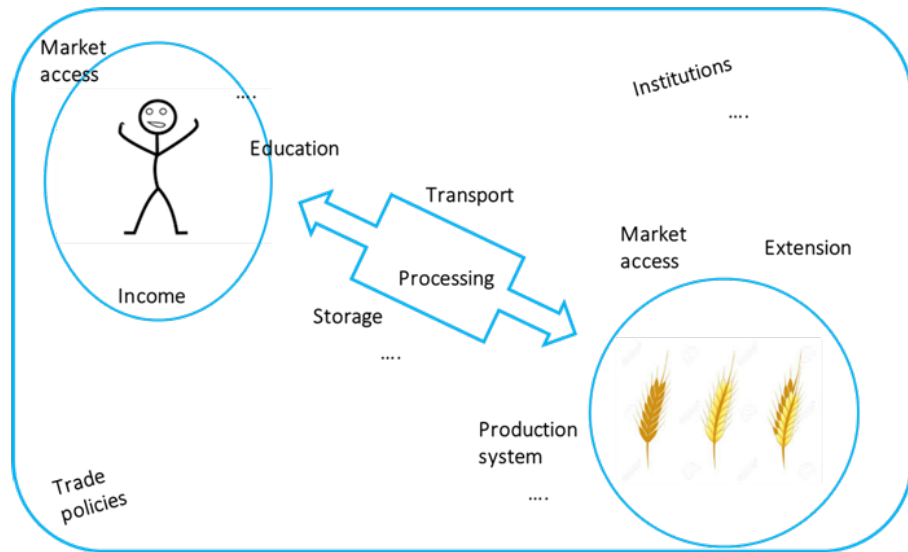 Market
access
....
Education
Income
Institutions
....
Transport
Processing
Storage
....
Market
access
Extension
Production
system
....
Trade
policies